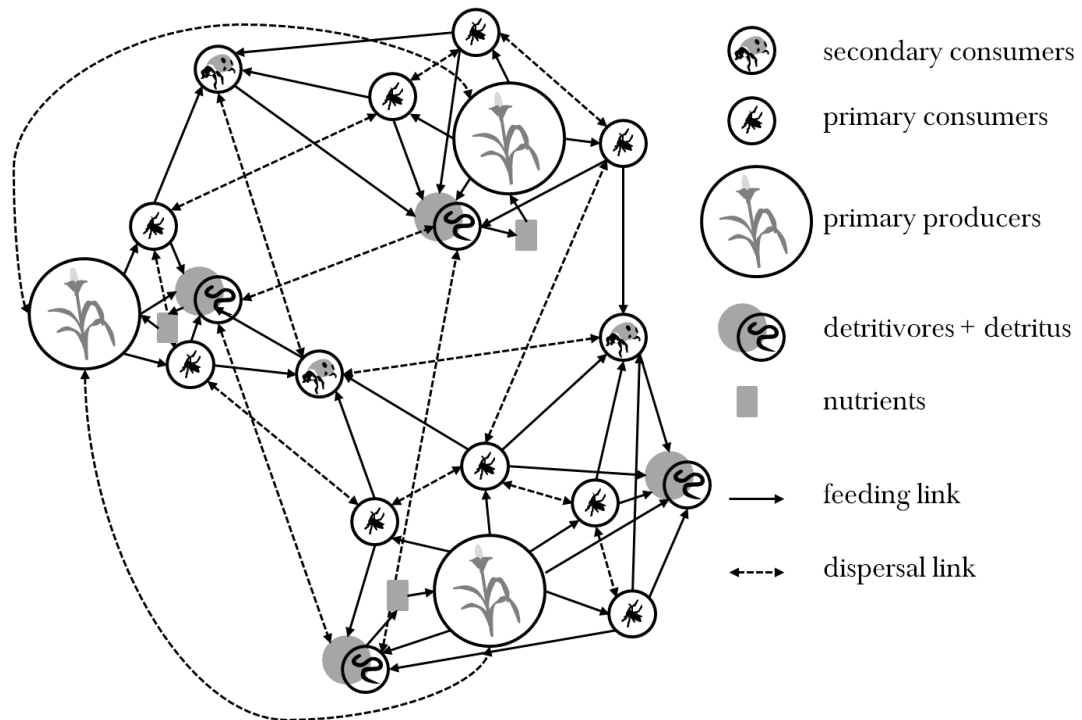 secondary consumers
primary consumers
primary producers
detritivores + detritus
nutrients
feeding link
dispersal link